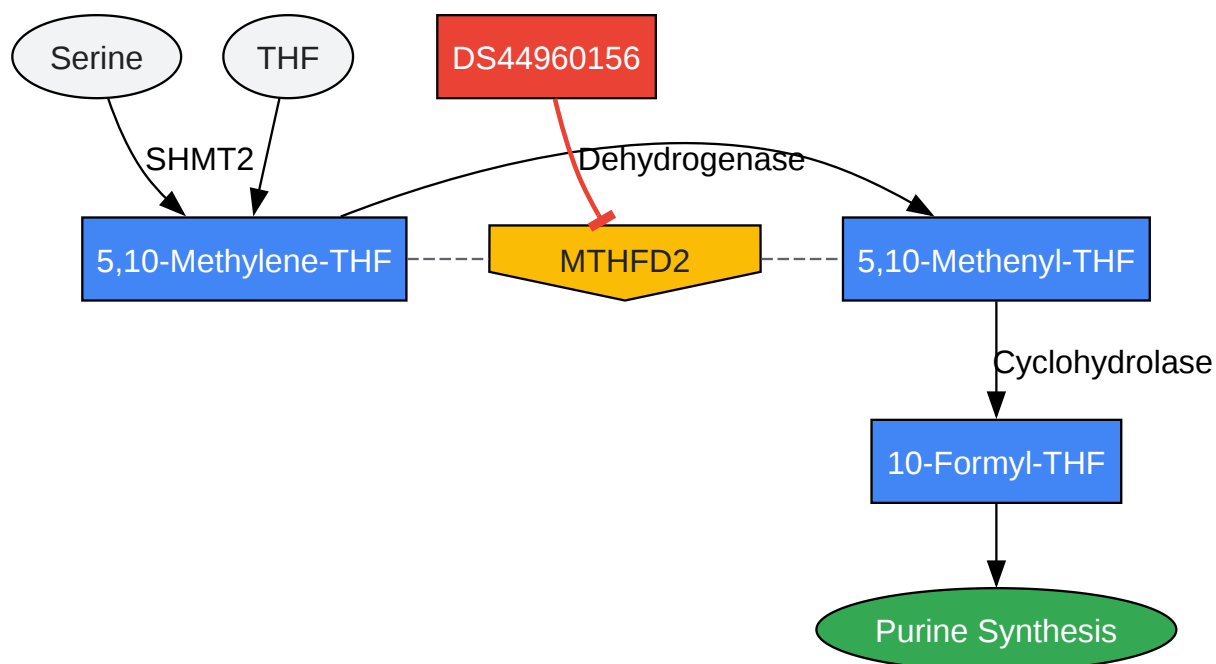 Serine
THF
DS44960156
SHMT2
Dehydrogenase
5,10-Methylene-THF
MTHFD2
5,10-Methenyl-THF
Cyclohydrolase
10-Formyl-THF
Purine Synthesis